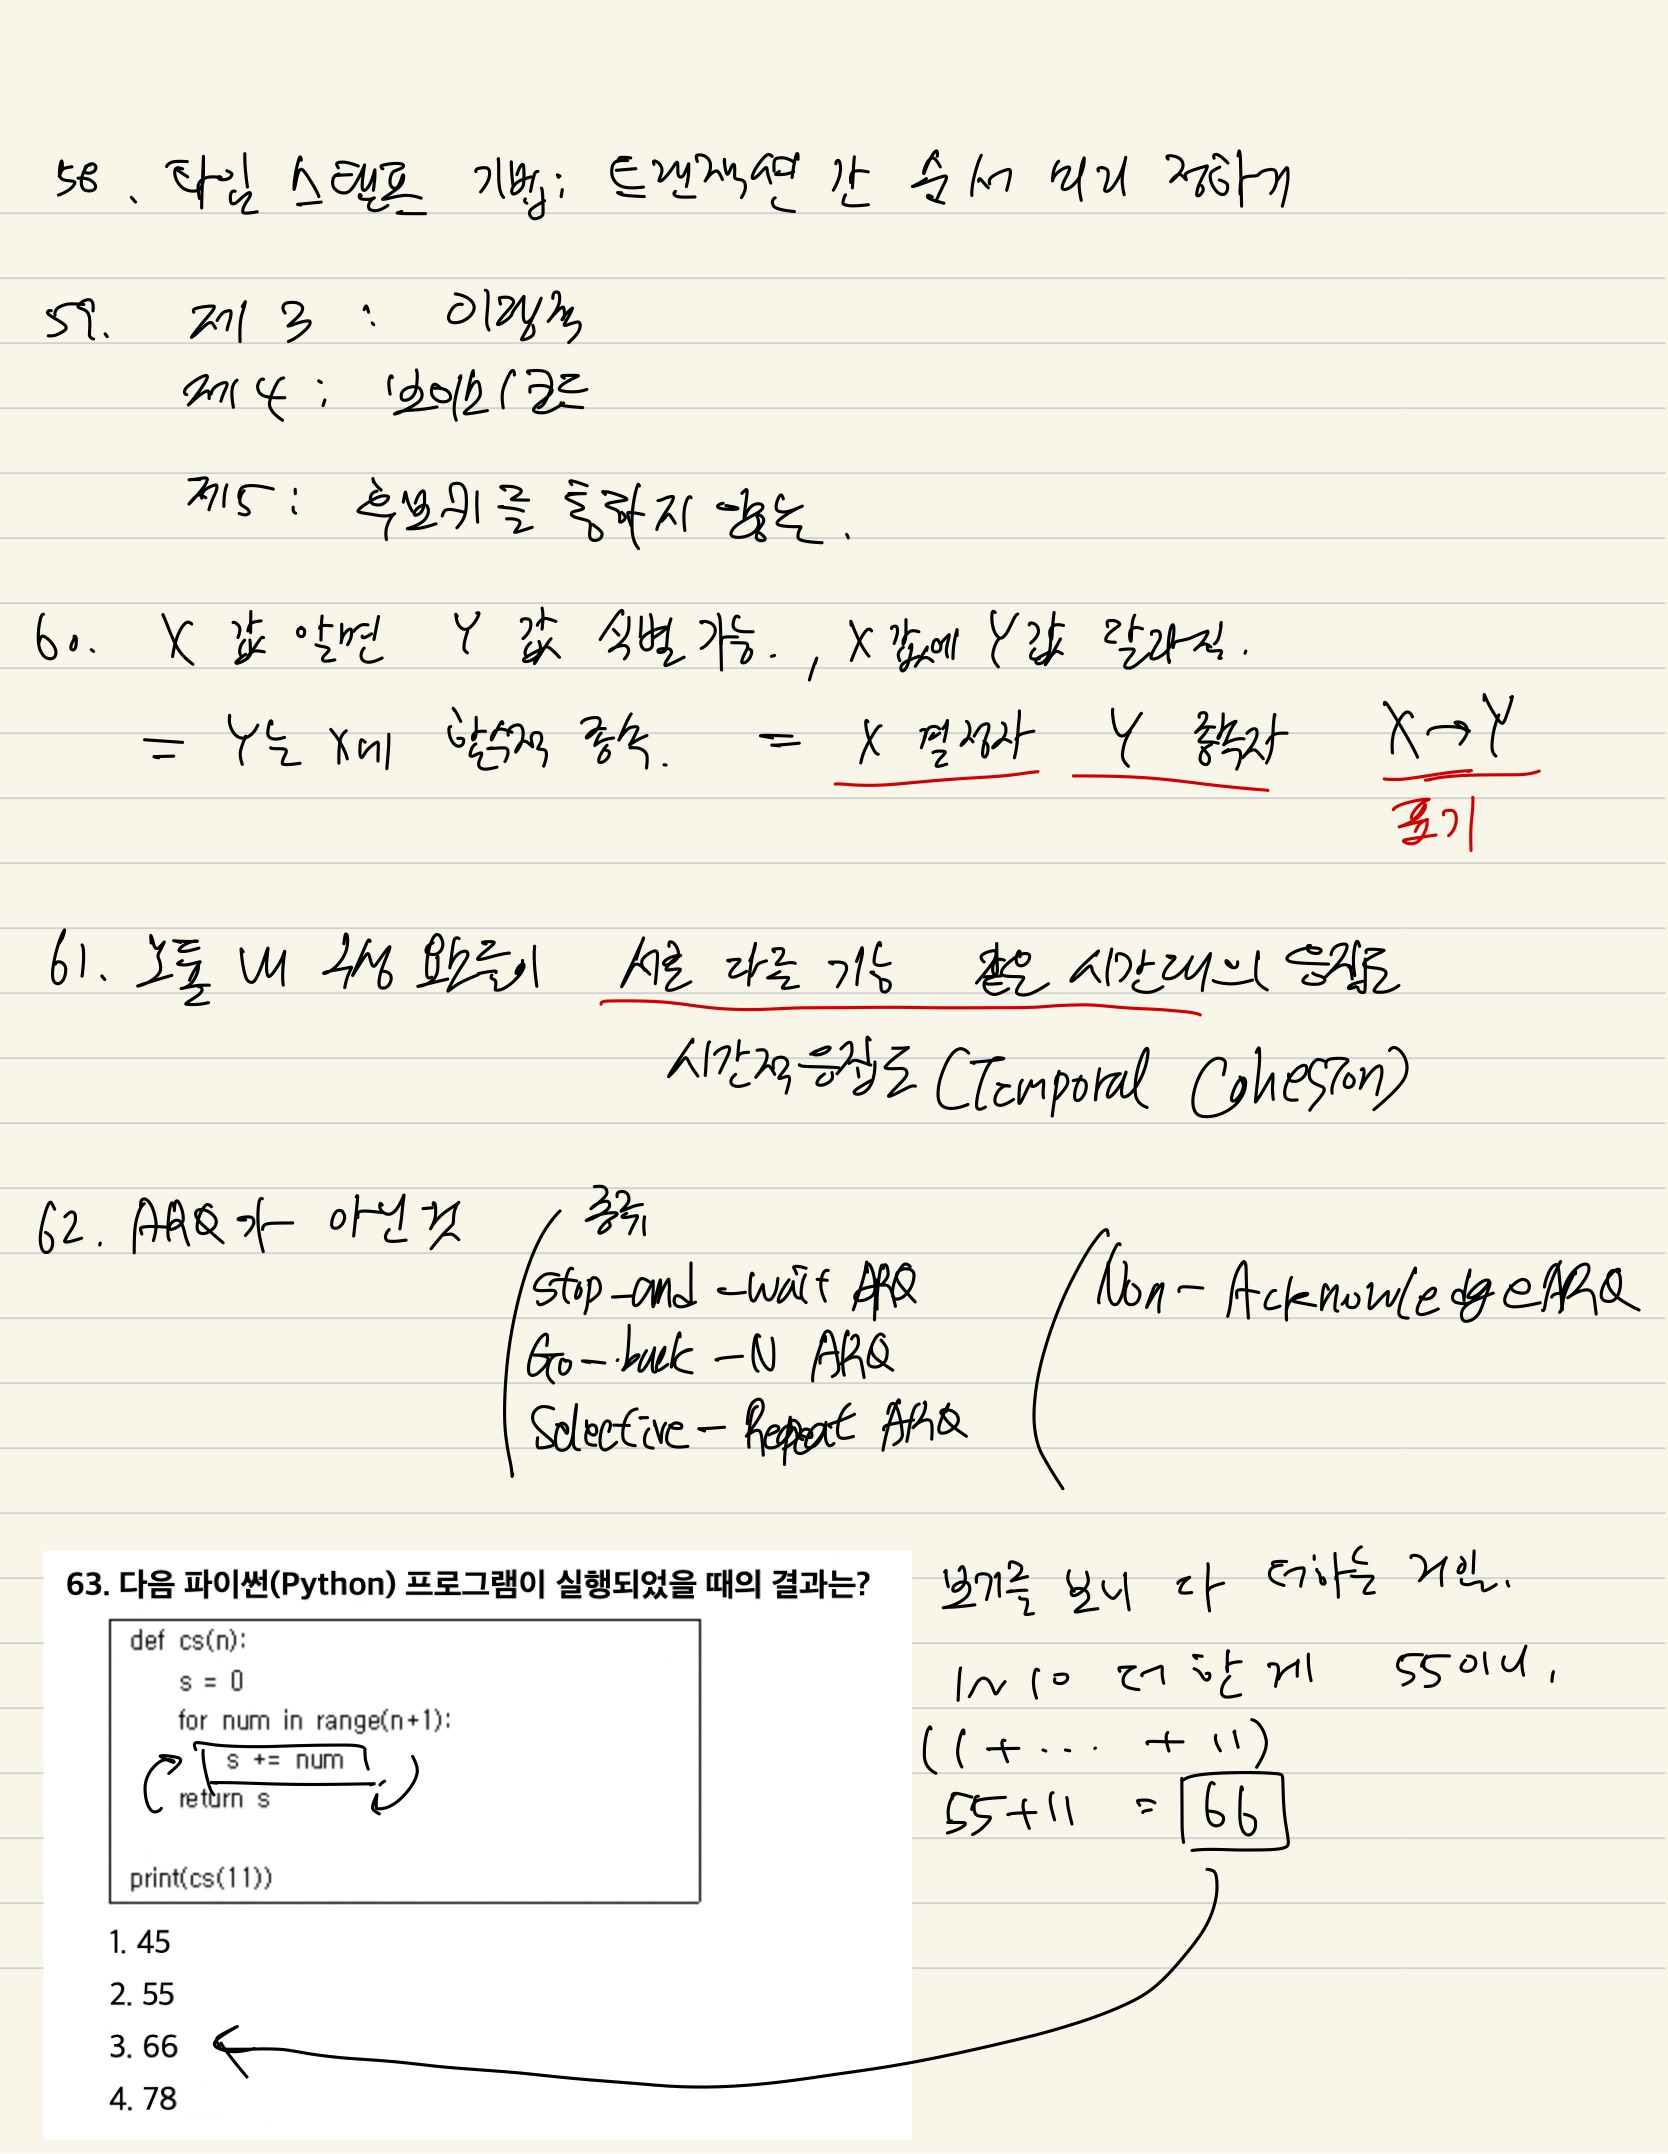 58. 타임 스탬프 기법: 트랜잭션 간 순서 미리 정하기
59. 제 3 : 이행적
제 4 : 보이스/코드
제 5 : 후보키를 통하지 않는.
60. X 값 알면 Y 값 식별 가능., X 값에 Y값 달라짐.
= Y는 X에 함수적 종속. = X 결정자 Y 종속자 X→Y
표기
61. 모듈 내 구성 요소들이 서로 다른 기능 같은 시간대의 응집도
시간적 응집도 (Temporal Cohesion)
62. ARQ가 아닌 것 종류
Stop-and-wait ARQ Non-Acknowledge ARQ
Go-back-N ARQ
Selective-Repeat ARQ
63. 다음 파이썬(Python) 프로그램이 실행되었을 때의 결과는?
def cs(n):
s = 0
for num in range(n+1):
s += num
return s
print(cs(11))
1. 45
2. 55
3. 66
4. 78
보기를 보니 다 더하는 거임.
1~10 더한 게 55이니,
(1+... + 11)
55+11 = 66